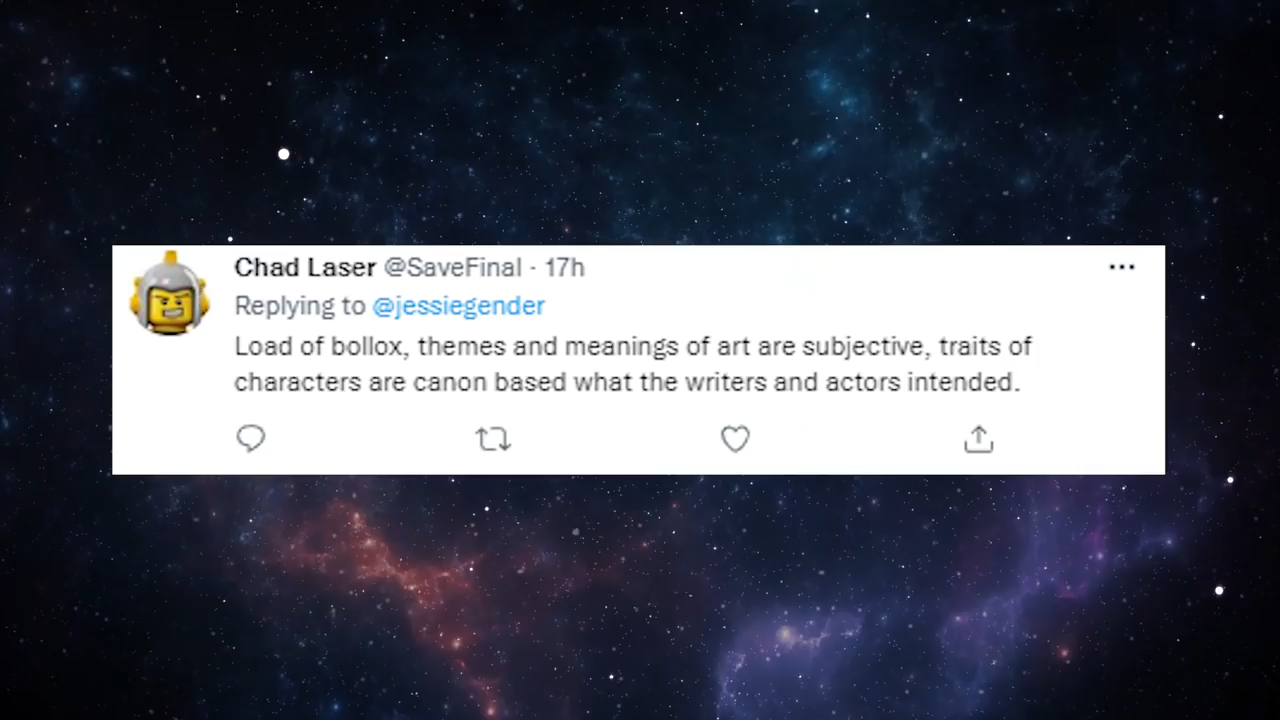 Chad Laser @SaveFinal · 17h
Replying to @jessiegender
Load of bollox, themes and meanings of art are subjective, traits of
characters are canon based what the writers and actors intended.